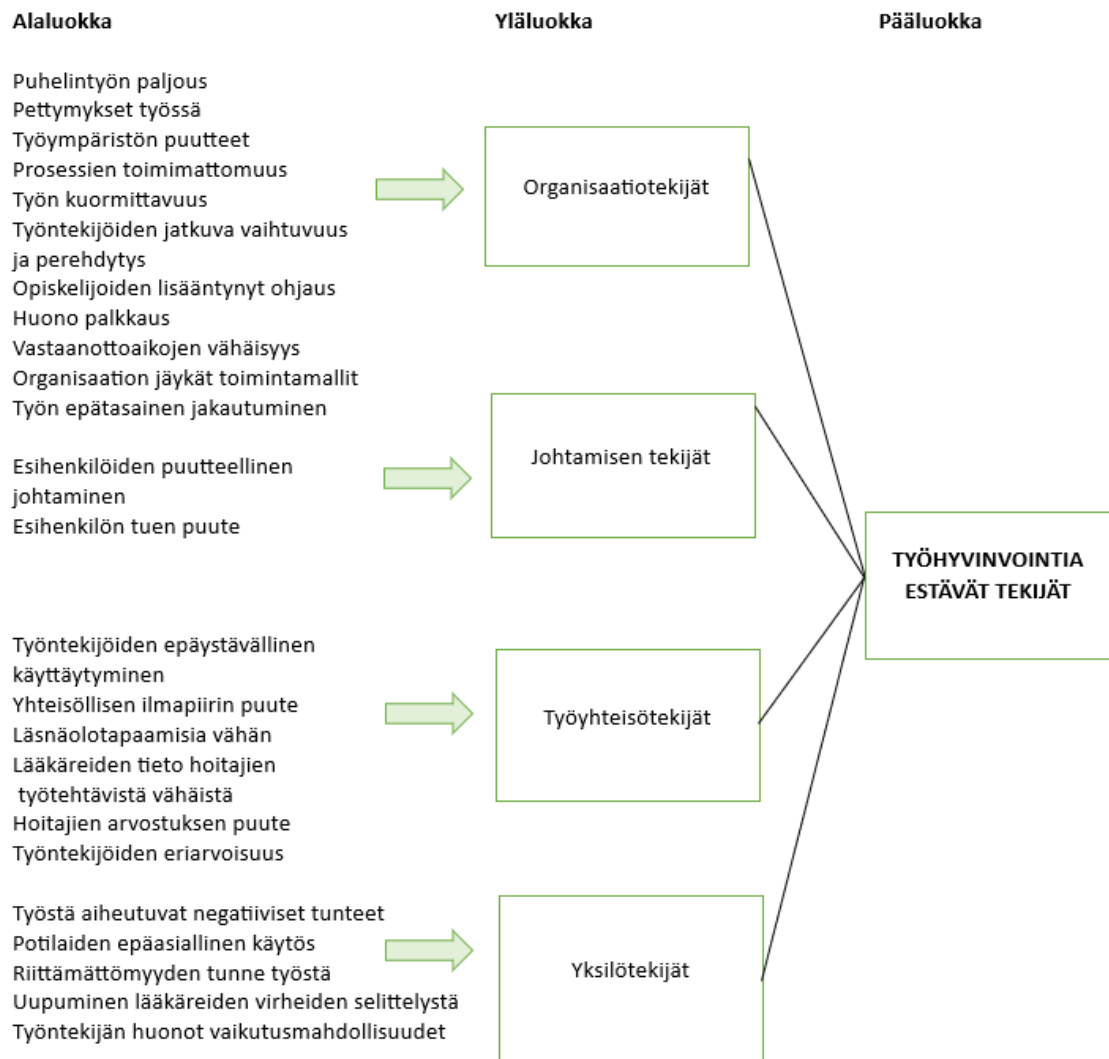 Alaluokka
Yläluokka
Pääluokka
Puhelintyön paljous
Pettymykset työssä
Työympäristön puutteet
Prosessien toimimattomuus
Työn kuormittavuus
Työntekijöiden jatkuva vaihtuvuus
ja perehdytys
Opiskelijoiden lisääntynyt ohjaus
Huono palkkaus
Vastaanottoaikojen vähäisyys
Organisaation jäykät toimintamallit
Työn epätasainen jakautuminen
Organisaatiotekijät
Esihenkilöiden puutteellinen
johtaminen
Esihenkilön tuen puute
Johtamisen tekijät
Työntekijöiden epäystävällinen
käyttäytyminen
Yhteisöllisen ilmapiirin puute
Läsnäolotapaamisia vähän
Lääkäreiden tieto hoitajien
työtehtävistä vähäistä
Hoitajien arvostuksen puute
Työntekijöiden eriarvoisuus
Työyhteisötekijät
Työstä aiheutuvat negatiiviset tunteet
Potilaiden epäasiallinen käytös
Riittämättömyyden tunne työstä
Uupuminen lääkäreiden virheiden selittelystä
Työntekijän huonot vaikutusmahdollisuudet
Yksilötekijät
TYÖHYVINVOINTIA
ESTÄVÄT TEKIJÄT